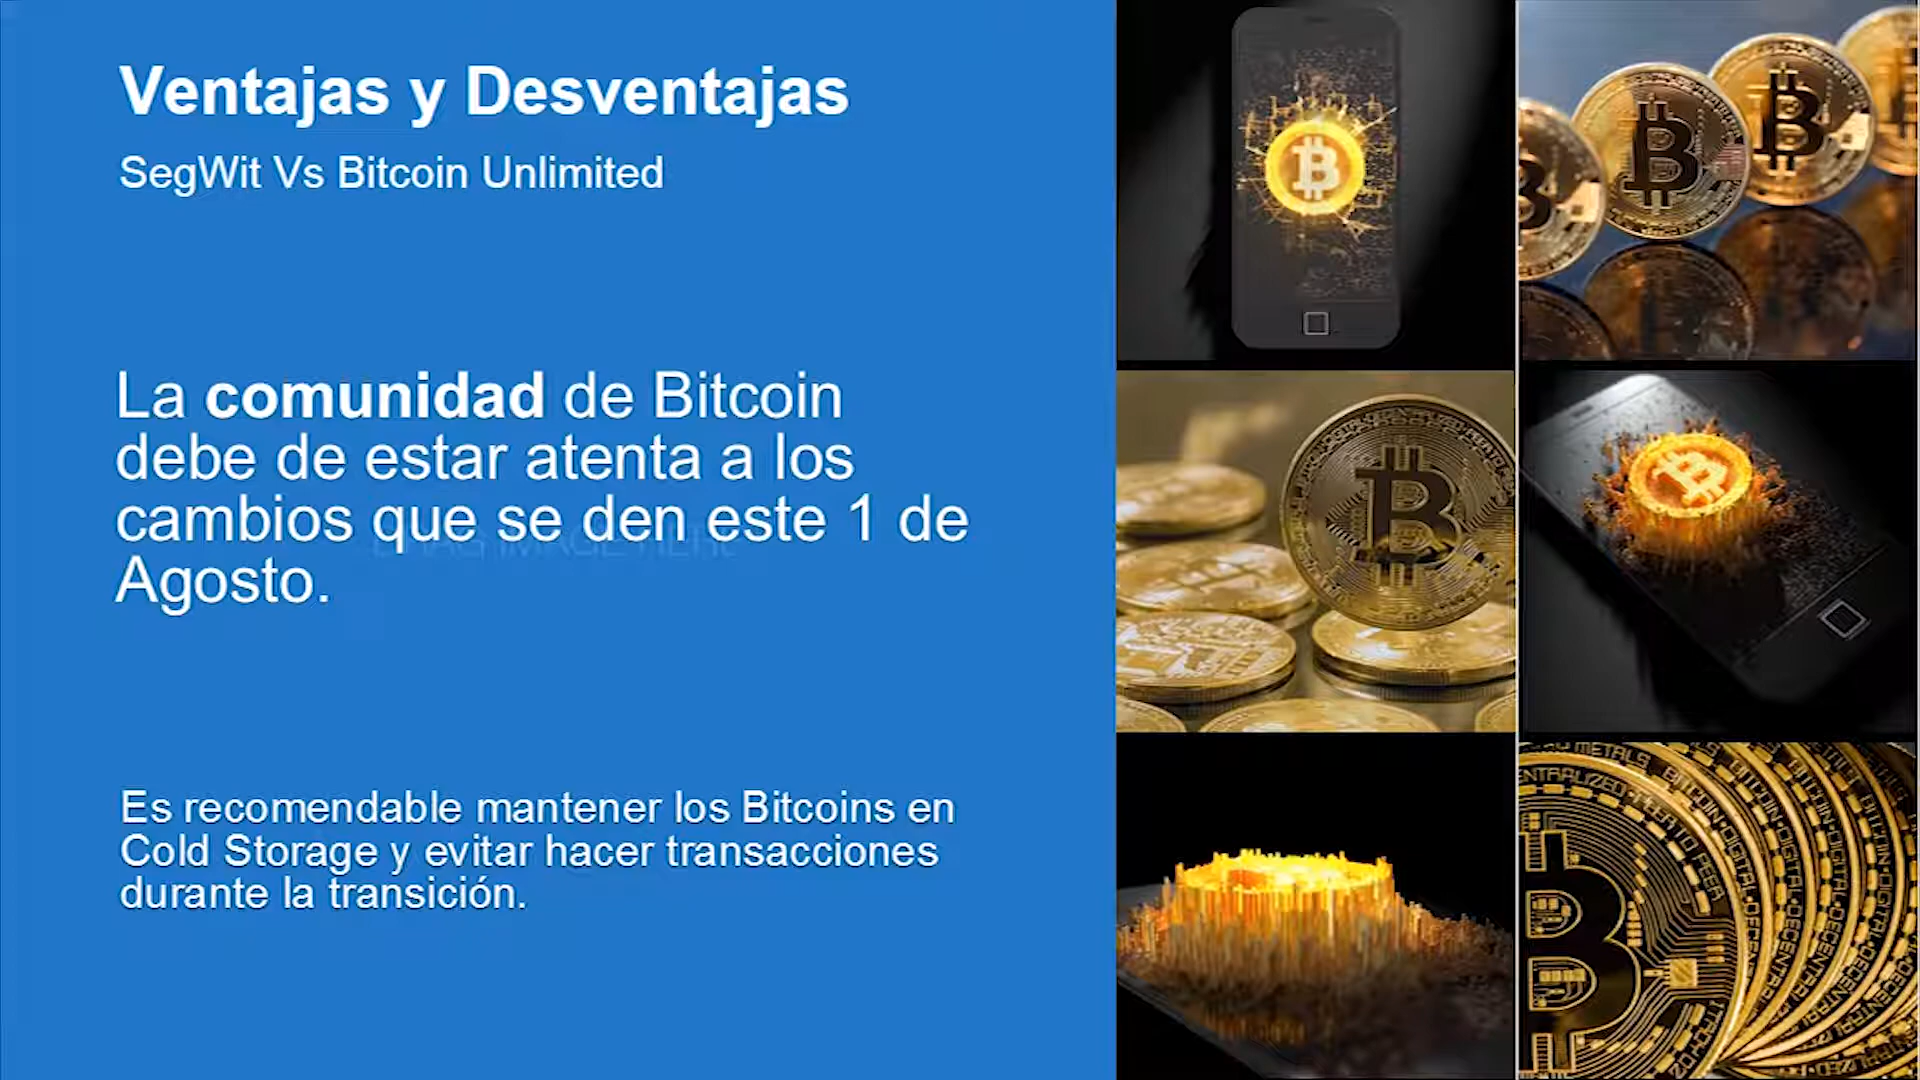 Ventajas y Desventajas
SegWit Vs Bitcoin Unlimited
La comunidad de Bitcoin
debe de estar atenta a los
cambios que se den este 1 de
Agosto.
Es recomendable mantener los Bitcoins en
Cold Storage y evitar hacer transacciones
durante la transición.